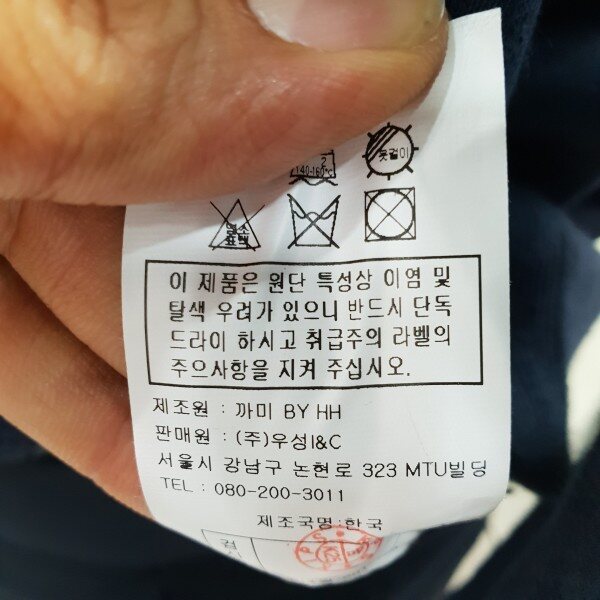 옷걸이
2
140-160℃
염소
표백
이 제품은 원단 특성상 이염 및
탈색 우려가 있으니 반드시 단독
드라이 하시고 취급주의 라벨의
주으사항을 지켜 주십시오.
제조원 : 까미 BY HH
판매원 : (주)우성I&C
서울시 강남구 논현로 323 MTU빌딩
TEL : 080-200-3011
제조국명:한국
검